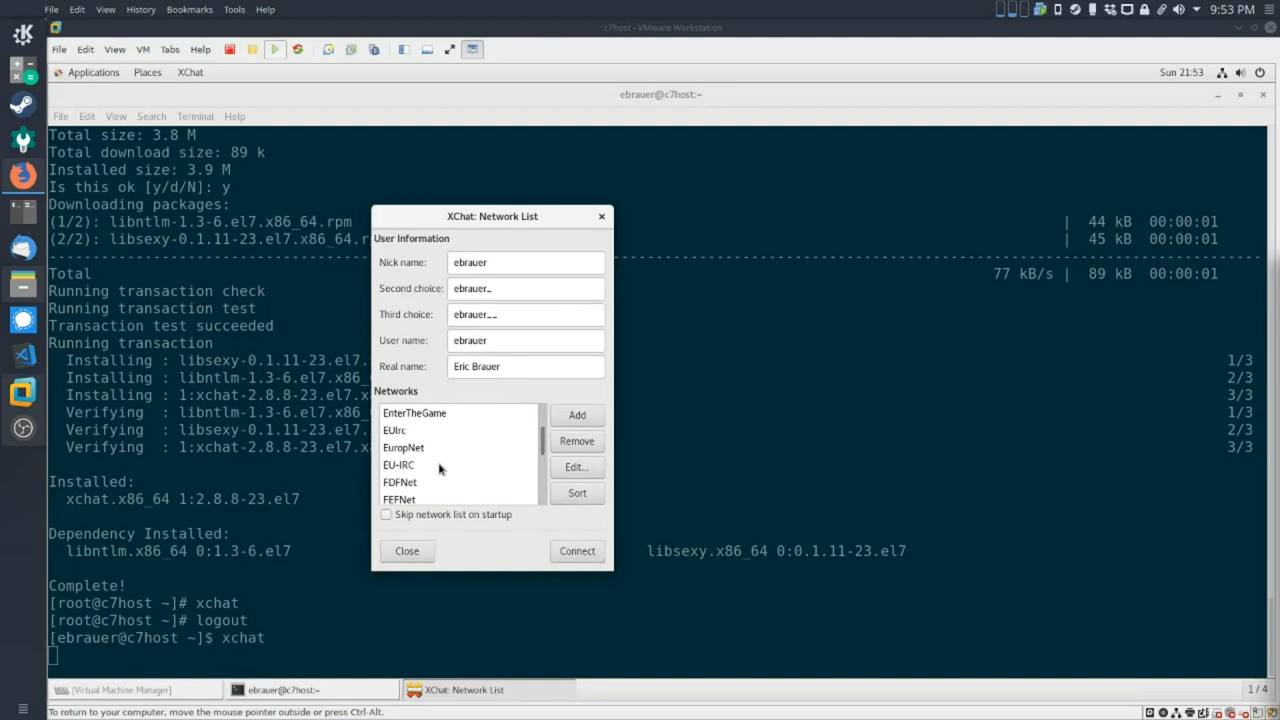 File Edit View History Bookmarks Tools Help
9:53 PM
c7host - VMware Workstation
File Edit View VM Tabs Help
Applications Places XChat
Sun 21:53
ebrauer@c7host:~
File Edit View Search Terminal Help
Total size: 3.8 M
Total download size: 89 k
Installed size: 3.9 M
Is this ok [y/d/N]: y
Downloading packages:
(1/2): libntlm-1.3-6.el7.x86_64.rpm | 44 kB 00:00:01
(2/2): libsexy-0.1.11-23.el7.x86_64.r | 45 kB 00:00:01
--------------------------------------------------------------------------------
Total 77 kB/s | 89 kB 00:00:01
Running transaction check
Running transaction test
Transaction test succeeded
Running transaction
Installing : libsexy-0.1.11-23.el7. 1/3
Installing : libntlm-1.3-6.el7.x86_6 2/3
Installing : 1:xchat-2.8.8-23.el7.x8 3/3
Verifying : libntlm-1.3-6.el7.x86_6 1/3
Verifying : libsexy-0.1.11-23.el7. 2/3
Verifying : 1:xchat-2.8.8-23.el7.x8 3/3
Installed:
xchat.x86_64 1:2.8.8-23.el7
Dependency Installed:
libntlm.x86_64 0:1.3-6.el7 libsexy.x86_64 0:0.1.11-23.el7
Complete!
[root@c7host ~]# xchat
[root@c7host ~]# logout
[ebrauer@c7host ~]$ xchat
XChat: Network List
User Information
Nick name: ebrauer
Second choice: ebrauer_
Third choice: ebrauer__
User name: ebrauer
Real name: Eric Brauer
Networks
EnterTheGame
EUIrc
EuropNet
EU-IRC
FDFNet
FEFNet
Add
Remove
Edit...
Sort
Skip network list on startup
Close
Connect
[Virtual Machine Manager] ebrauer@c7host:~ XChat: Network List 1 / 4
To return to your computer, move the mouse pointer outside or press Ctrl-Alt.